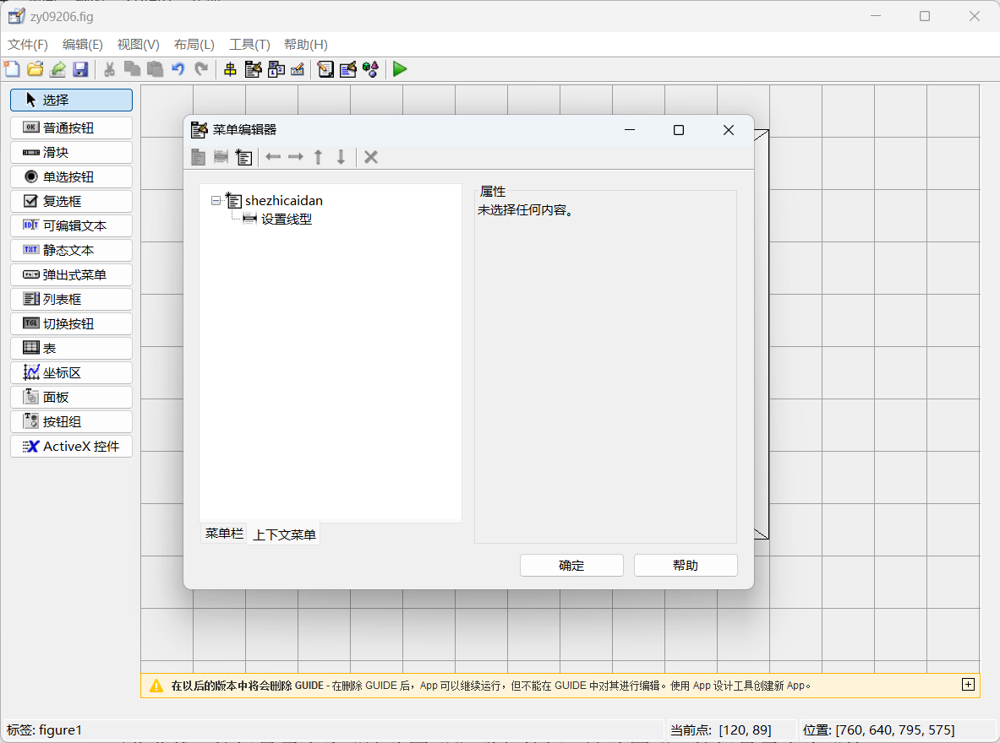 zy09206.fig
文件(F) 编辑(E) 视图(V) 布局(L) 工具(T) 帮助(H)
选择
普通按钮
滑块
单选按钮
复选框
可编辑文本
静态文本
弹出式菜单
列表框
切换按钮
表
坐标区
面板
按钮组
ActiveX 控件
菜单编辑器
shezhicaidan
设置线型
菜单栏 上下文菜单
属性
未选择任何内容。
确定 帮助
在以后的版本中将会删除 GUIDE - 在删除 GUIDE 后，App 可以继续运行，但不能在 GUIDE 中对其进行编辑。使用 App 设计工具创建新 App。
标签: figure1 当前点: [120, 89] 位置: [760, 640, 795, 575]